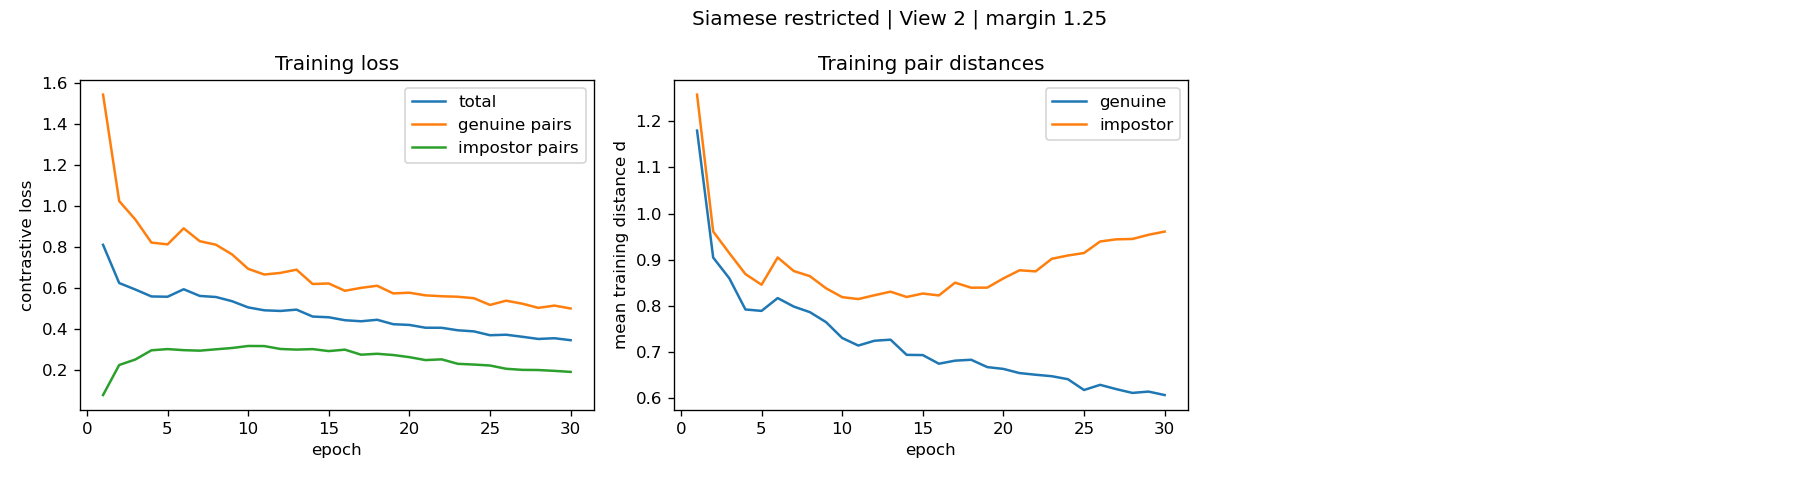 Siamese restricted | View 2 | margin 1.25
Training loss
contrastive loss
1.6
1.4
1.2
1.0
0.8
0.6
0.4
0.2
total
genuine pairs
impostor pairs
0 5 10 15 20 25 30
epoch
Training pair distances
mean training distance d
1.2
1.1
1.0
0.9
0.8
0.7
0.6
genuine
impostor
0 5 10 15 20 25 30
epoch